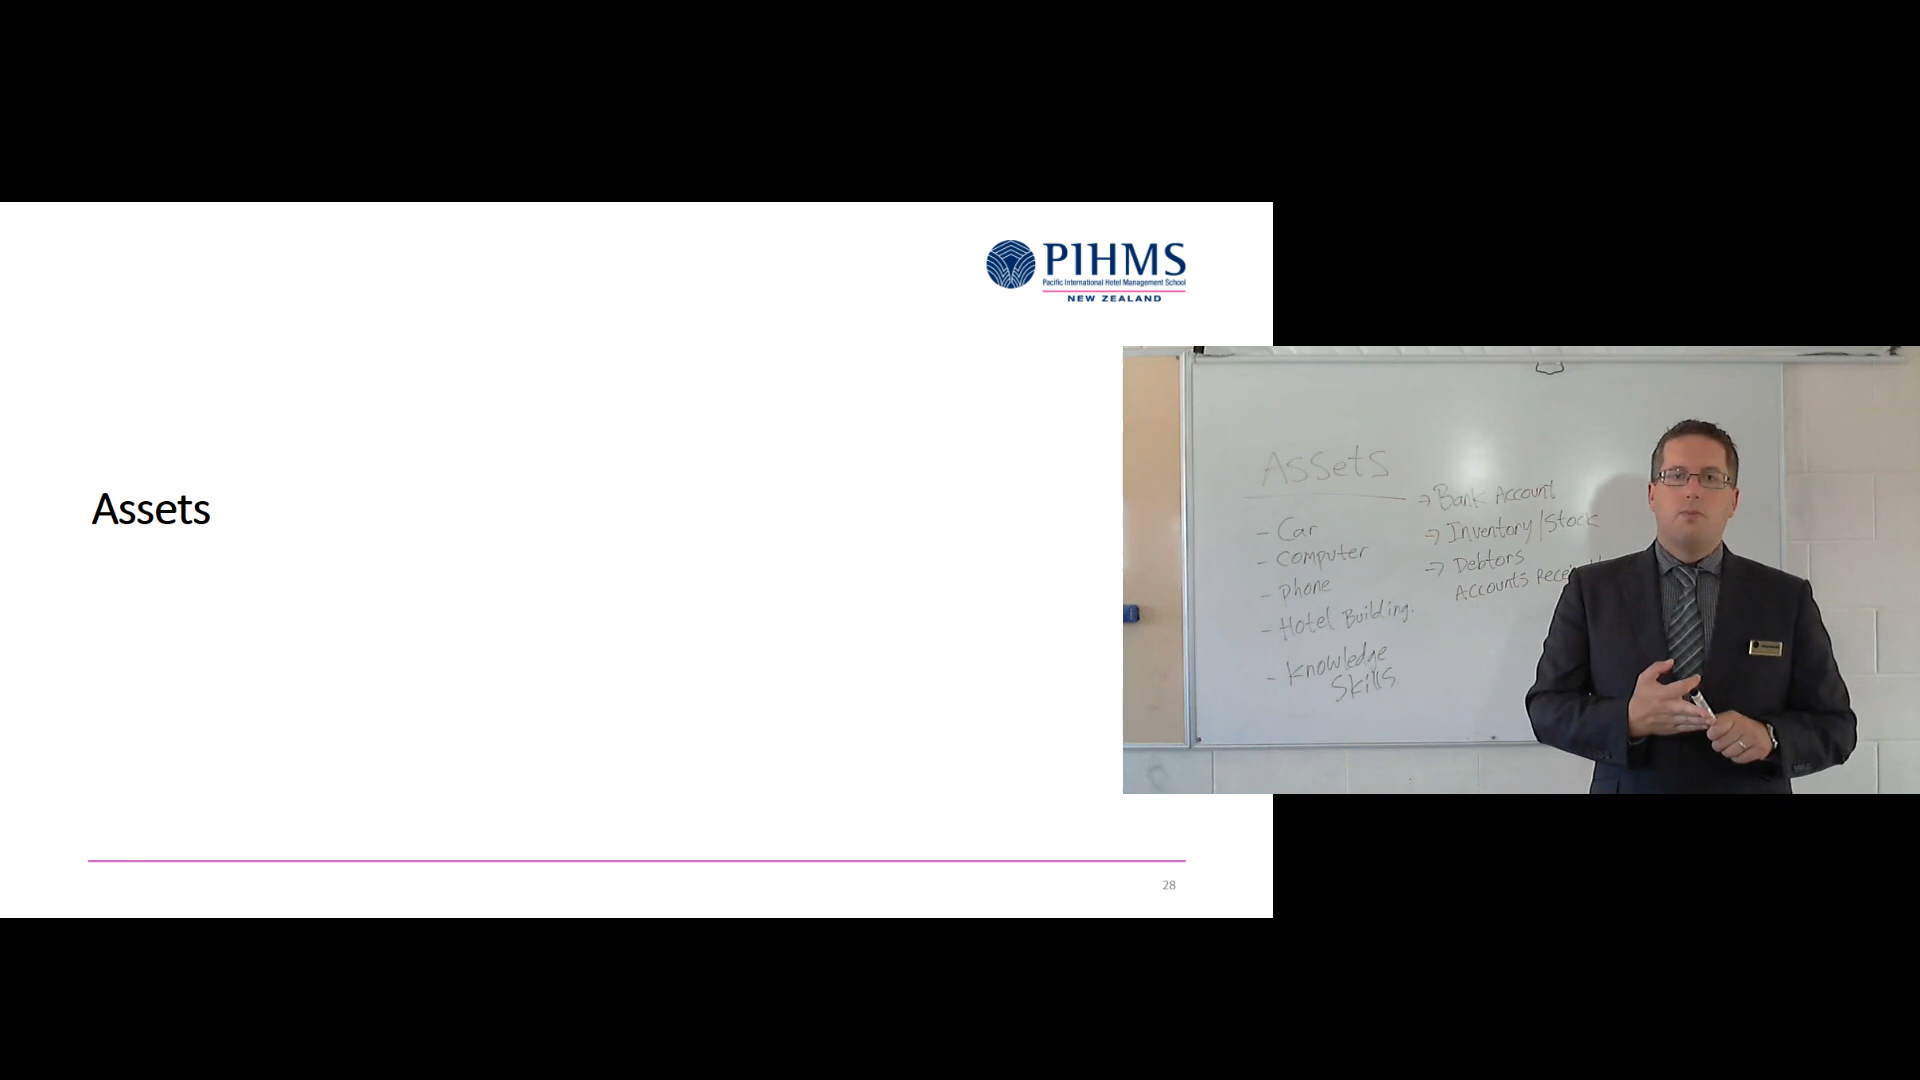 PIHMS
Pacific International Hotel Management School
NEW ZEALAND
Assets
28
Assets
- Car
- Computer
- Phone
- Hotel Building.
- Knowledge
Skills
→ Bank Account
→ Inventory/Stock
→ Debtors
Accounts